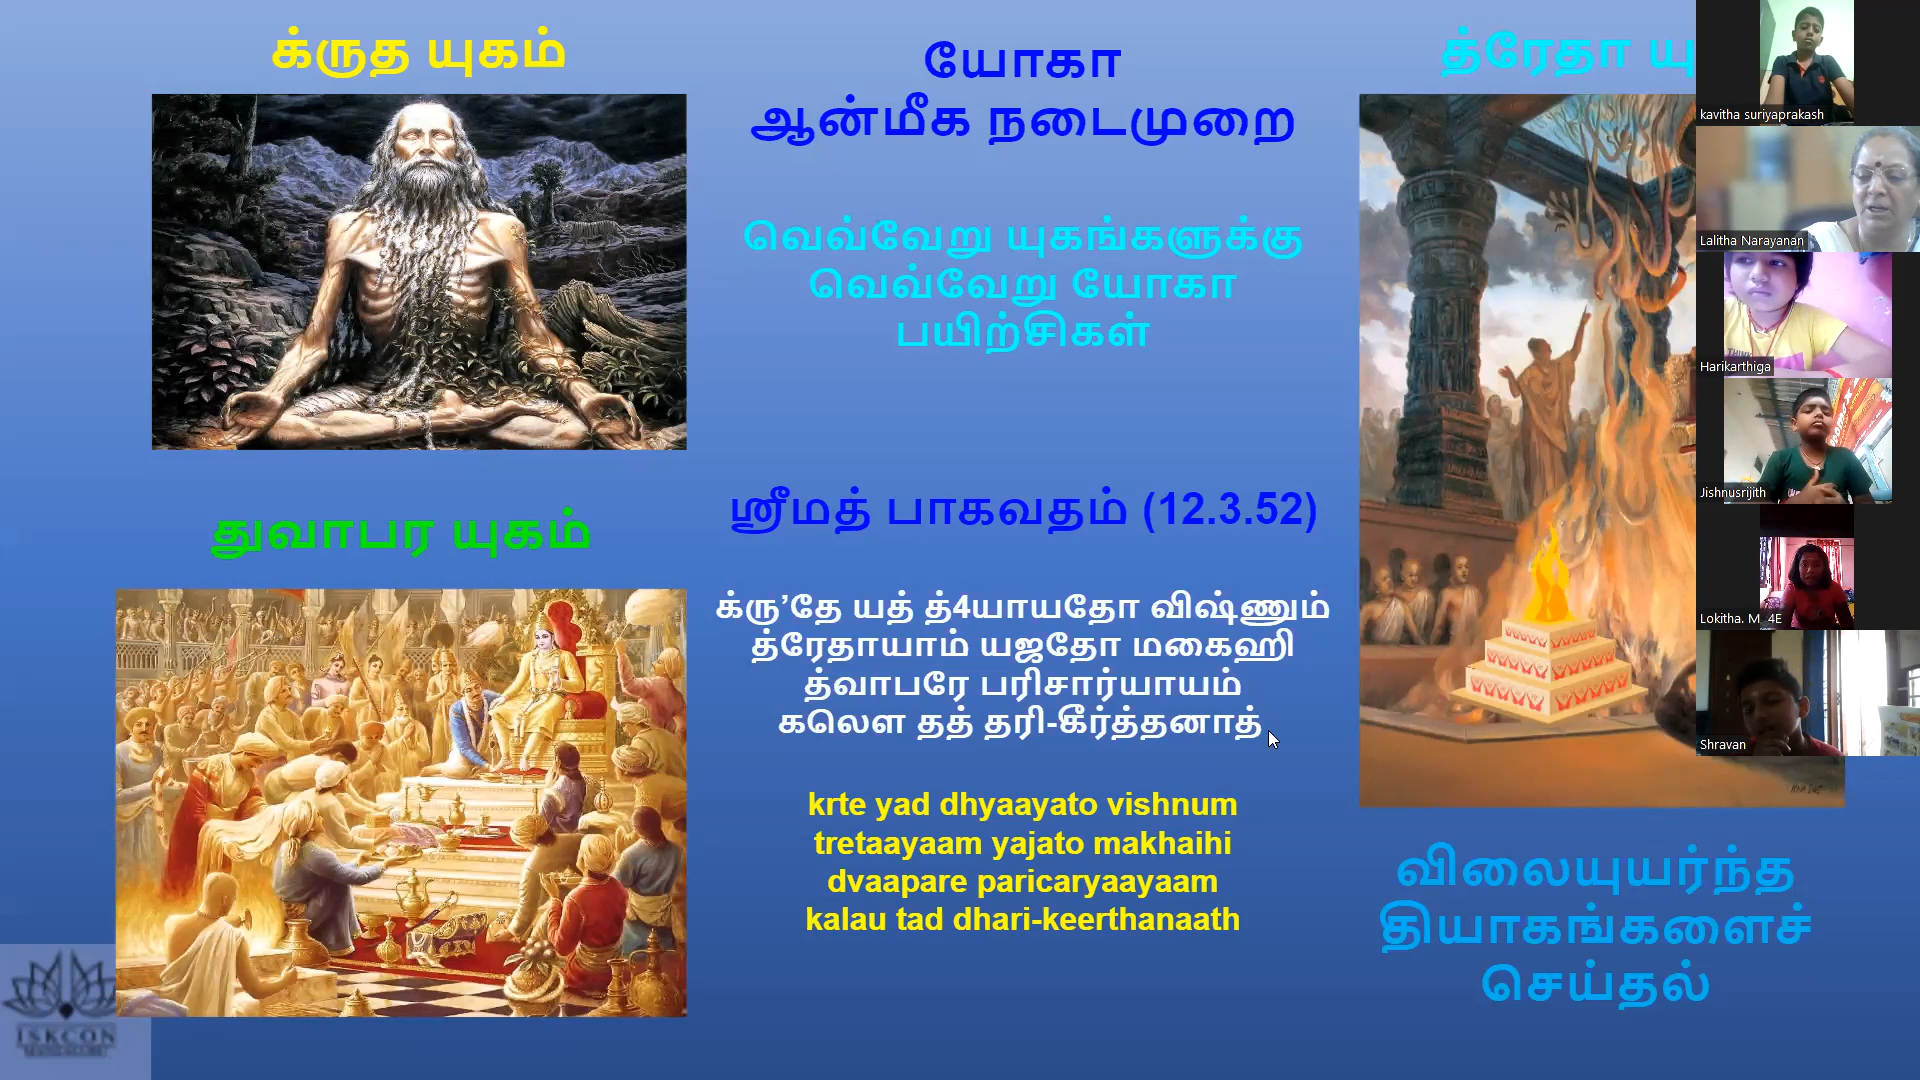 க்ருத யுகம்
யோகா
ஆன்மீக நடைமுறை
த்ரேதா யு
வெவ்வேறு யுகங்களுக்கு
வெவ்வேறு யோகா
பயிற்சிகள்
துவாபர யுகம்
ஸ்ரீமத் பாகவதம் (12.3.52)
க்ரு’தே யத் த்4யாயதோ விஷ்ணும்
த்ரேதாயாம் யஜதோ மகைஹி
த்வாபரே பரிசார்யாயம்
கலௌ தத் தரி-கீர்த்தனாத்
krte yad dhyaayato vishnum
tretaayaam yajato makhaihi
dvaapare paricaryaayaam
kalau tad dhari-keerthanaath
விலையுயர்ந்த
தியாகங்களைச்
செய்தல்
ISKCON
kavitha suriyaprakash
Lalitha Narayanan
Harikarthiga
Jishnusrijith
Lokitha. M_4E
Shravan